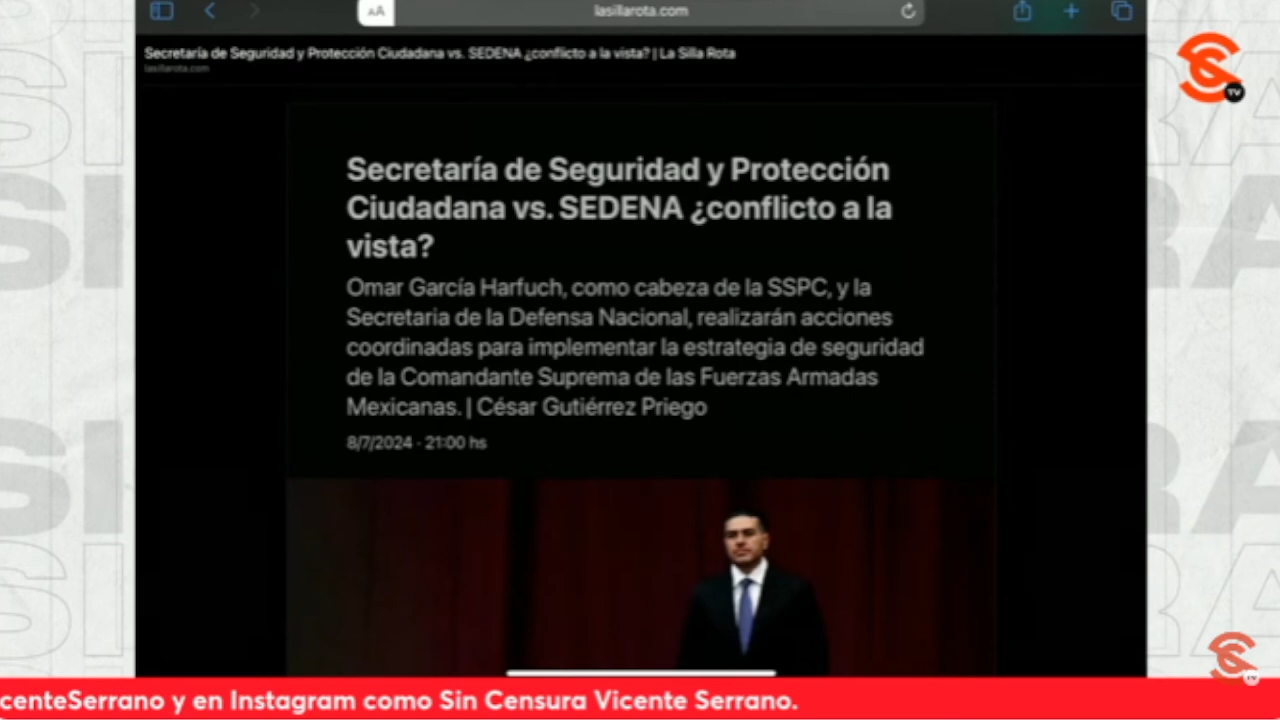 AA
lasillarota.com
Secretaría de Seguridad y Protección Ciudadana vs. SEDENA ¿conflicto a la vista? | La Silla Rota
lasillarota.com
TV
Secretaría de Seguridad y Protección
Ciudadana vs. SEDENA ¿conflicto a la
vista?
Omar García Harfuch, como cabeza de la SSPC, y la
Secretaria de la Defensa Nacional, realizarán acciones
coordinadas para implementar la estrategia de seguridad
de la Comandante Suprema de las Fuerzas Armadas
Mexicanas. | César Gutiérrez Priego
8/7/2024 · 21:00 hs
TV
centeSerrano y en Instagram como Sin Censura Vicente Serrano.